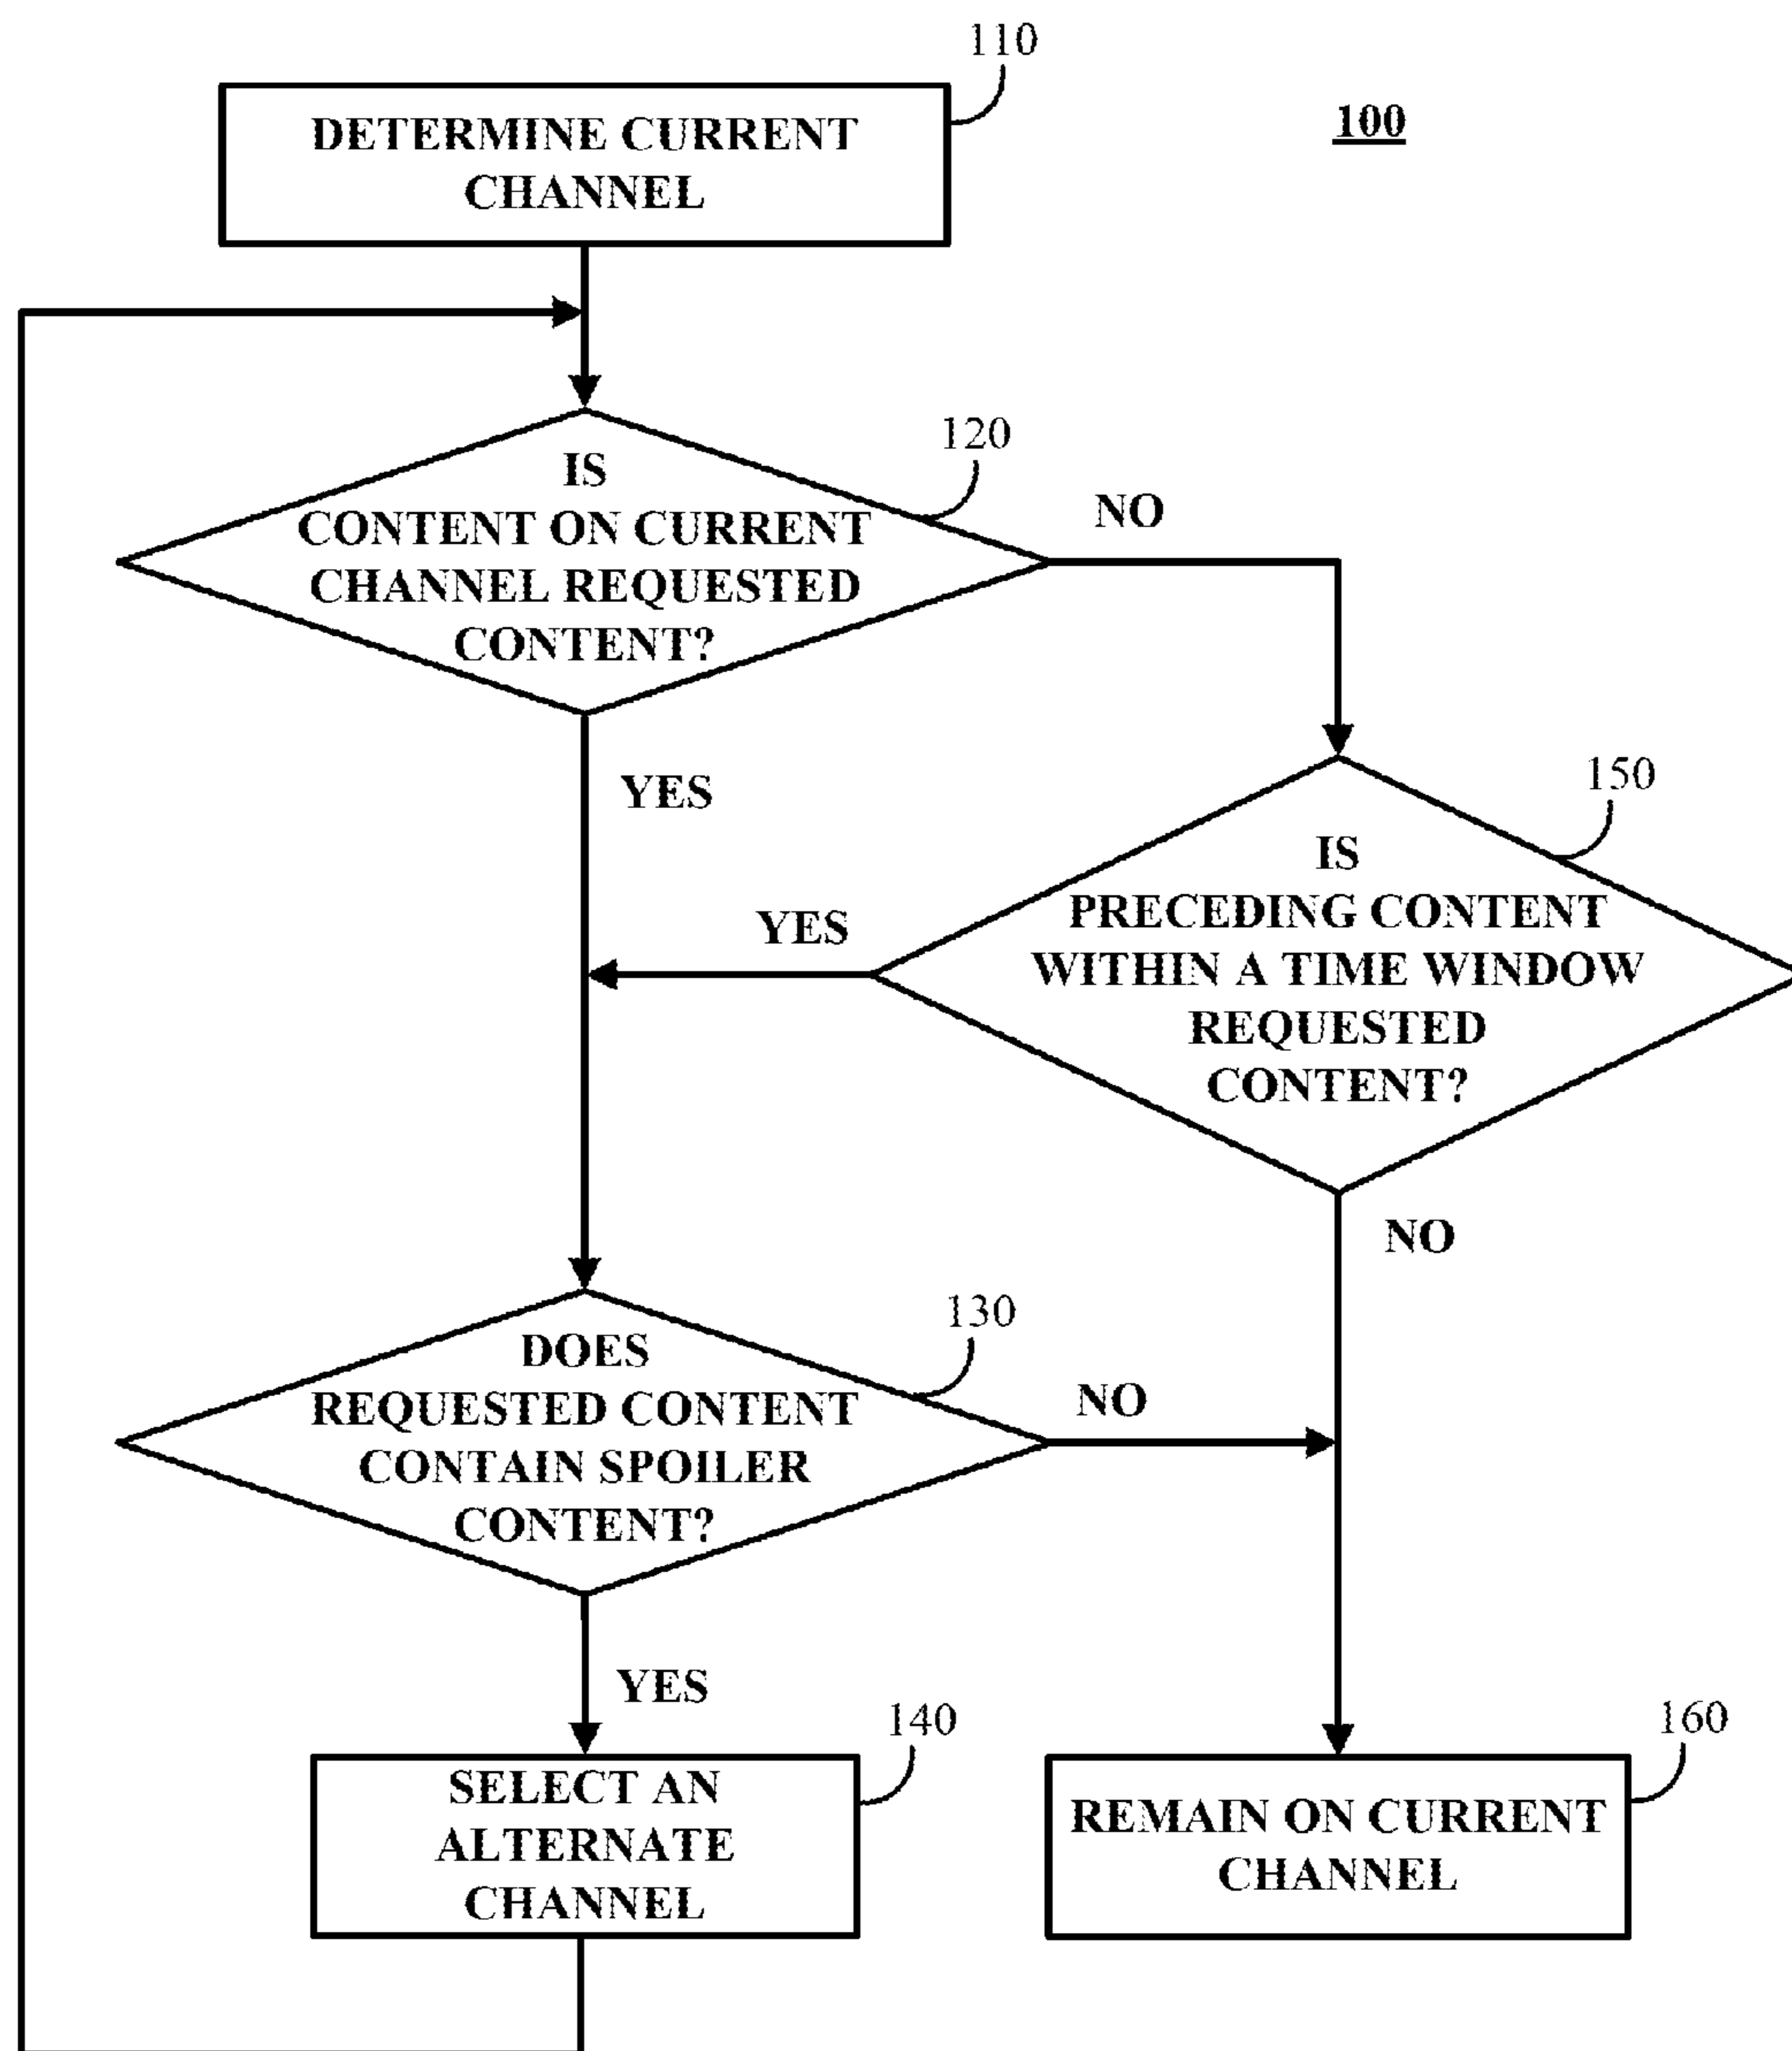 110
100
DETERMINE CURRENT
CHANNEL
120
IS
CONTENT ON CURRENT
CHANNEL REQUESTED
CONTENT?
NO
YES
150
IS
PRECEDING CONTENT
WITHIN A TIME WINDOW
REQUESTED
CONTENT?
YES
NO
130
DOES
REQUESTED CONTENT
CONTAIN SPOILER
CONTENT?
NO
YES
140
SELECT AN
ALTERNATE
CHANNEL
160
REMAIN ON CURRENT
CHANNEL